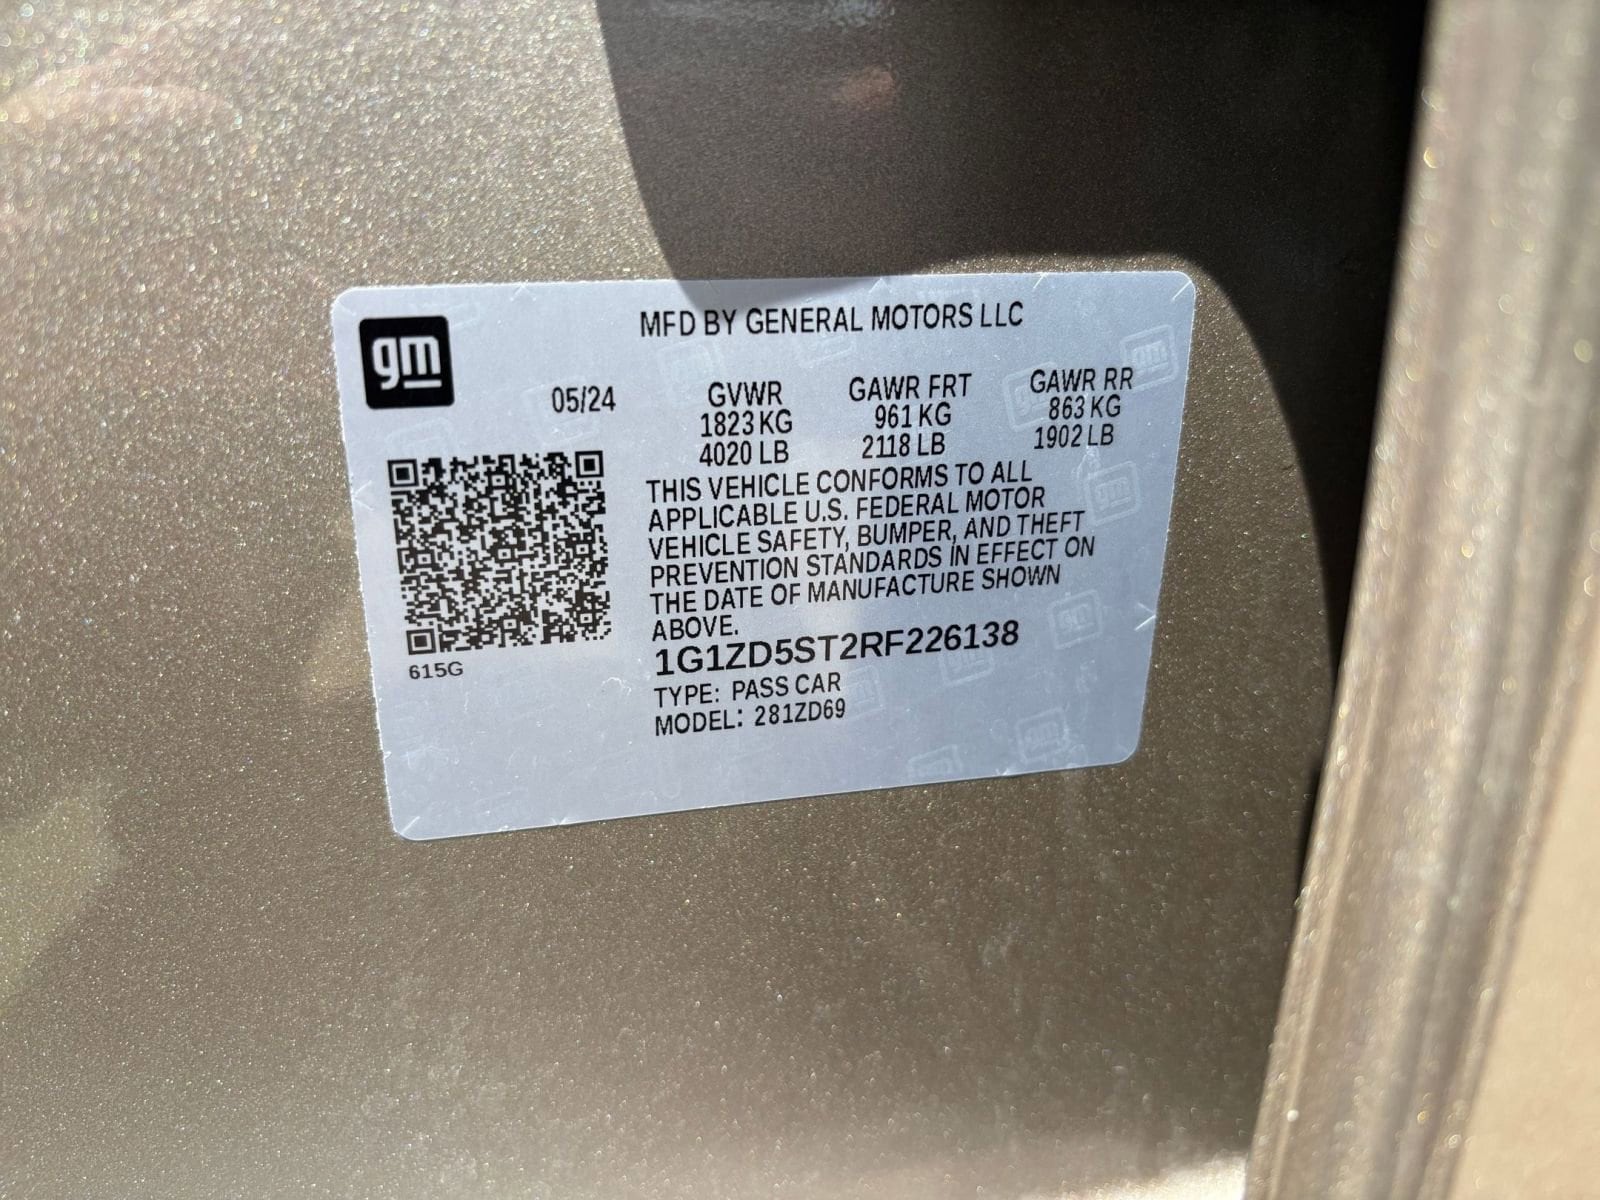 MFD BY GENERAL MOTORS LLC
gm
05/24
GVWR GAWR FRT GAWR RR
1823 KG 961 KG 863 KG
4020 LB 2118 LB 1902 LB
THIS VEHICLE CONFORMS TO ALL
APPLICABLE U.S. FEDERAL MOTOR
VEHICLE SAFETY, BUMPER, AND THEFT
PREVENTION STANDARDS IN EFFECT ON
THE DATE OF MANUFACTURE SHOWN
ABOVE.
1G1ZD5ST2RF226138
615G
TYPE: PASS CAR
MODEL: 281ZD69